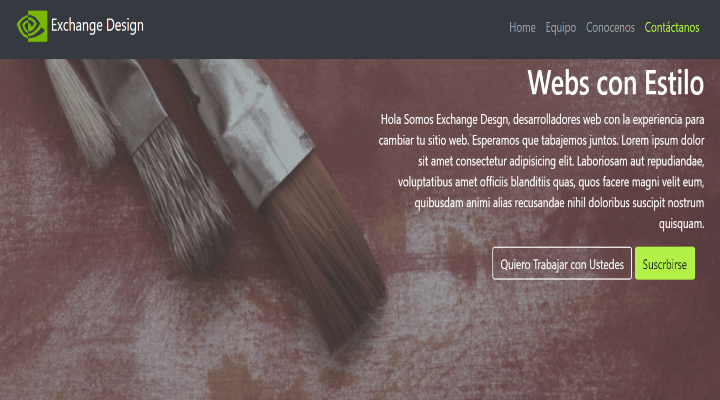 Exchange Design
Home Equipo Conocenos Contáctanos
Webs con Estilo
Hola Somos Exchange Desgn, desarrolladores web con la experiencia para
cambiar tu sitio web. Esperamos que tabajemos juntos. Lorem ipsum dolor
sit amet consectetur adipisicing elit. Laboriosam aut repudiandae,
voluptatibus amet officiis blanditiis quas, quos facere magni velit eum,
quibusdam animi alias recusandae nihil doloribus suscipit nostrum
quisquam.
Quiero Trabajar con Ustedes Suscrbirse